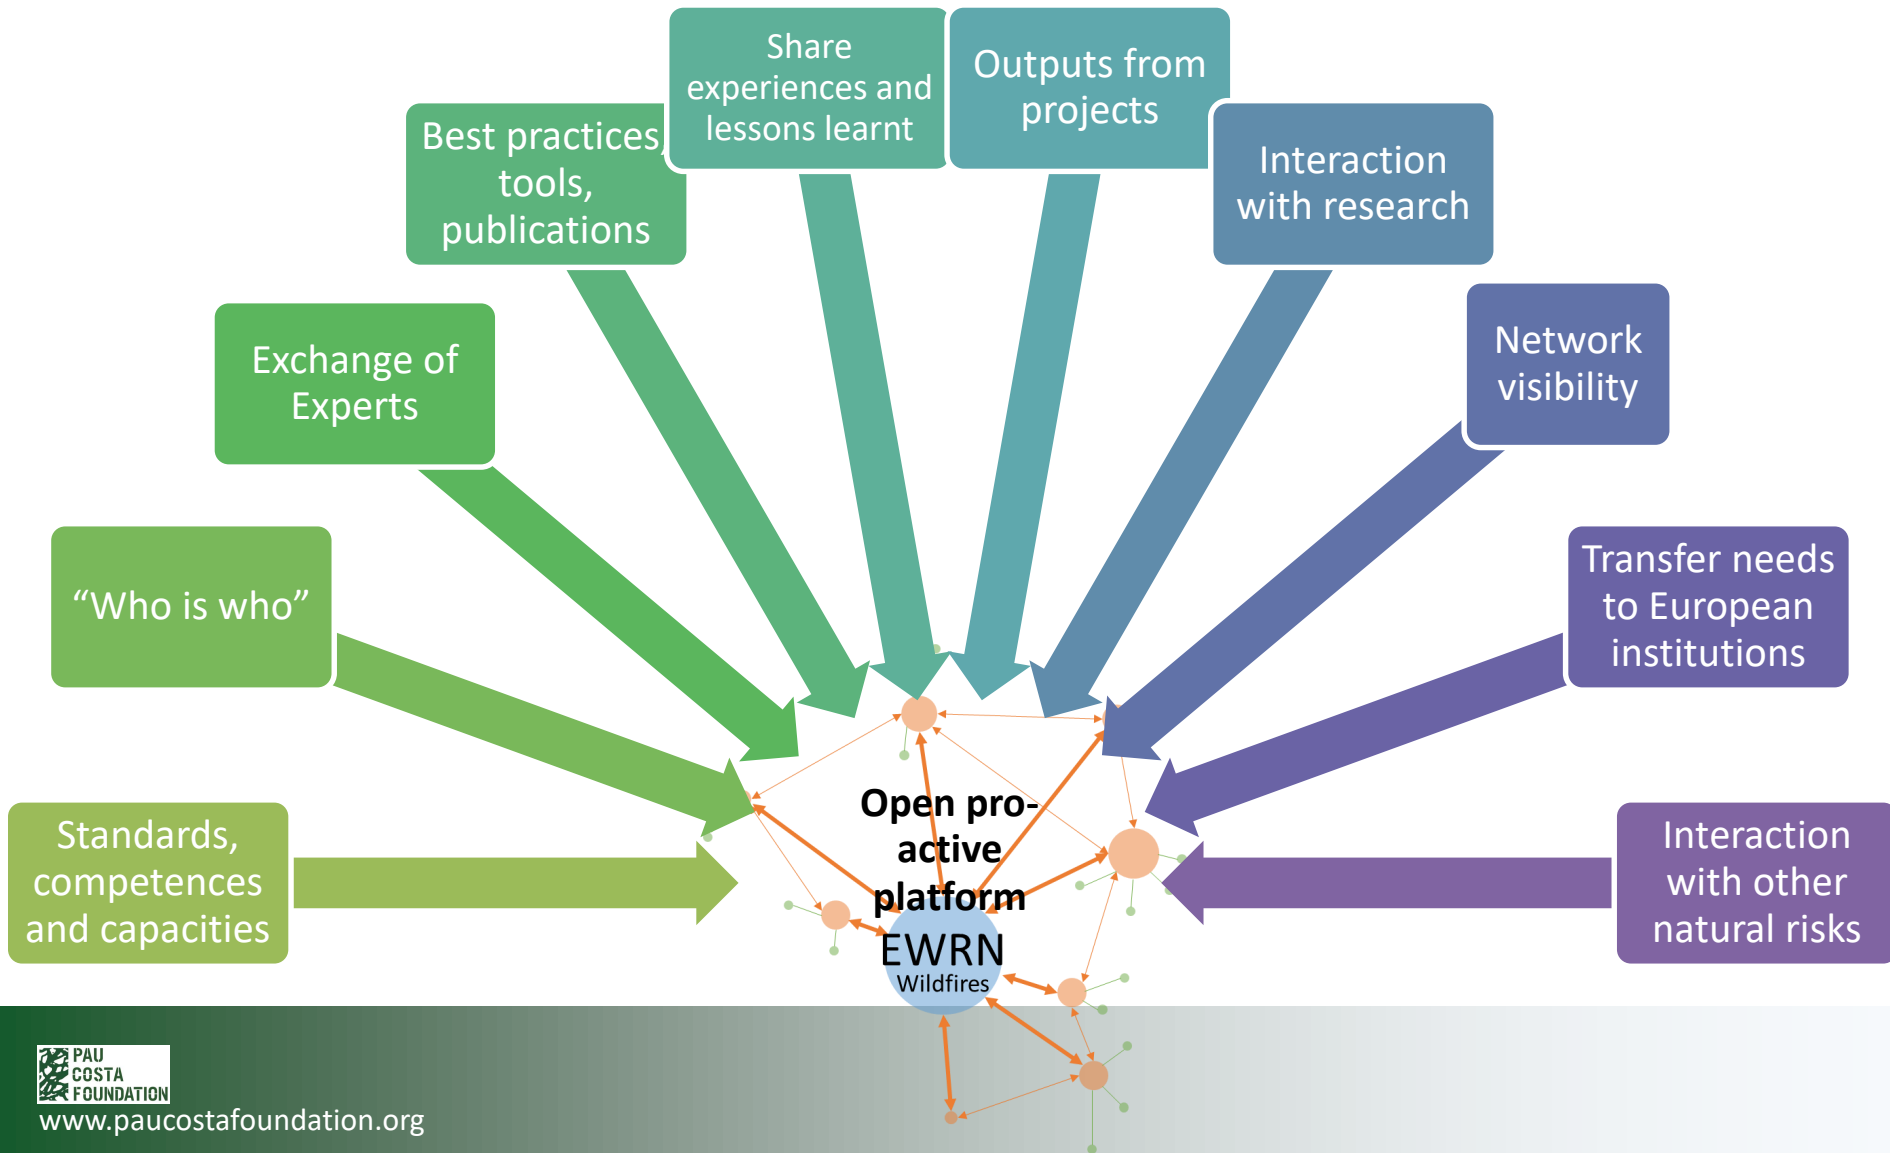 Share
experiences and
lessons learnt
Outputs from
projects
Best practices,
tools,
publications
Interaction
with research
Exchange of
Experts
Network
visibility
“Who is who”
Transfer needs
to European
institutions
Standards,
competences
and capacities
Interaction
with other
natural risks
Open pro-
active
platform
EWRN
Wildfires
PAU
COSTA
FOUNDATION
www.paucostafoundation.org